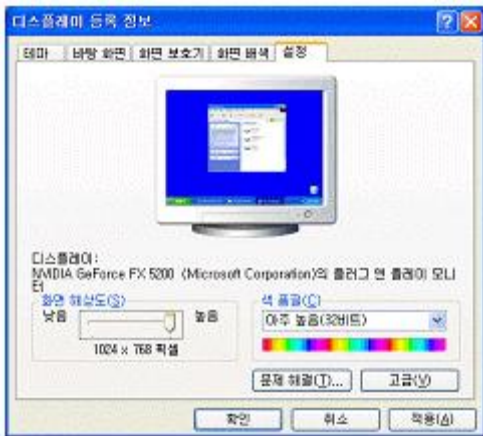 디스플레이 등록 정보
테마 바탕 화면 화면 보호기 화면 배색 설정
디스플레이:
NVIDIA GeForce FX 5200 (Microsoft Corporation)의 플러그 앤 플레이 모니
터
화면 해상도(S)
낮음 높음
1024 x 768 픽셀
색 품질(C)
아주 높음(32비트)
문제 해결(T)... 고급(V)
확인 취소 적용(A)